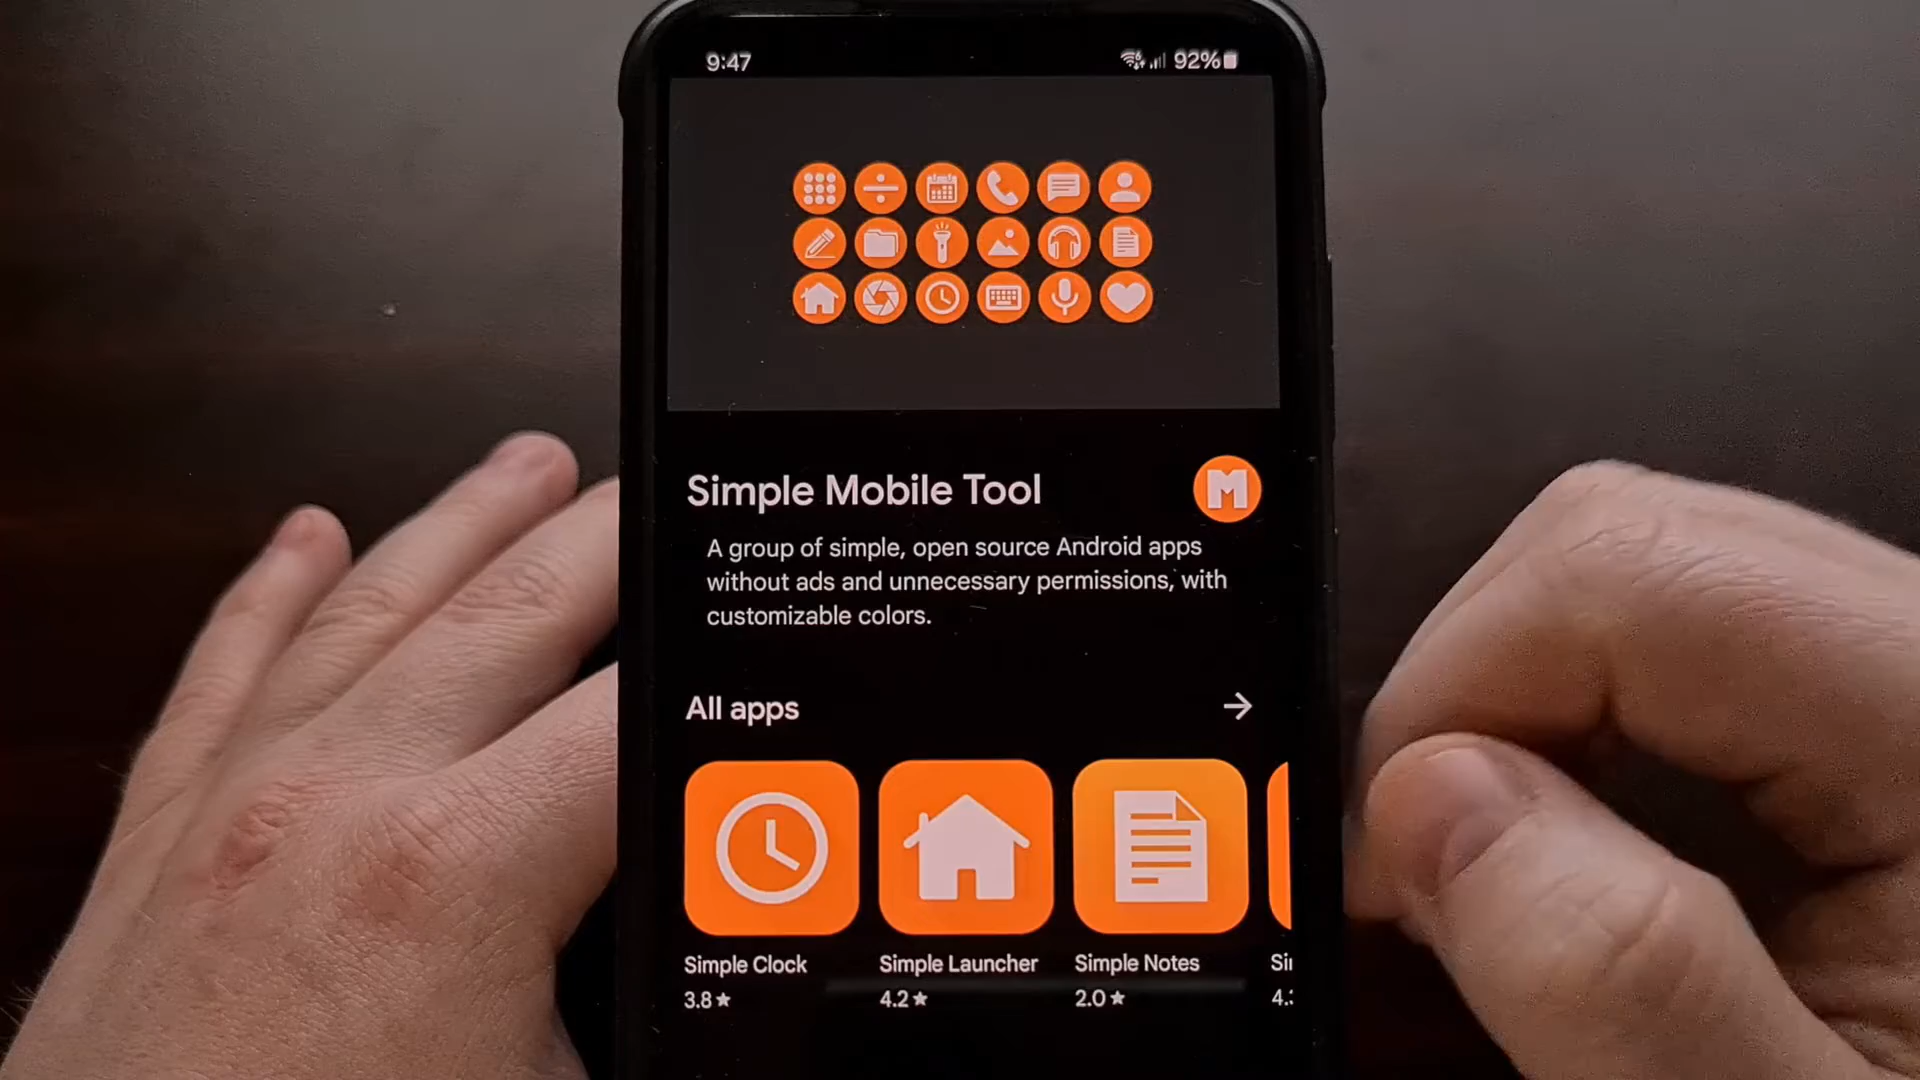 9:47
92%
Simple Mobile Tool
M
A group of simple, open source Android apps
without ads and unnecessary permissions, with
customizable colors.
All apps
Simple Clock
Simple Launcher
Simple Notes
3.8★
4.2★
2.0★